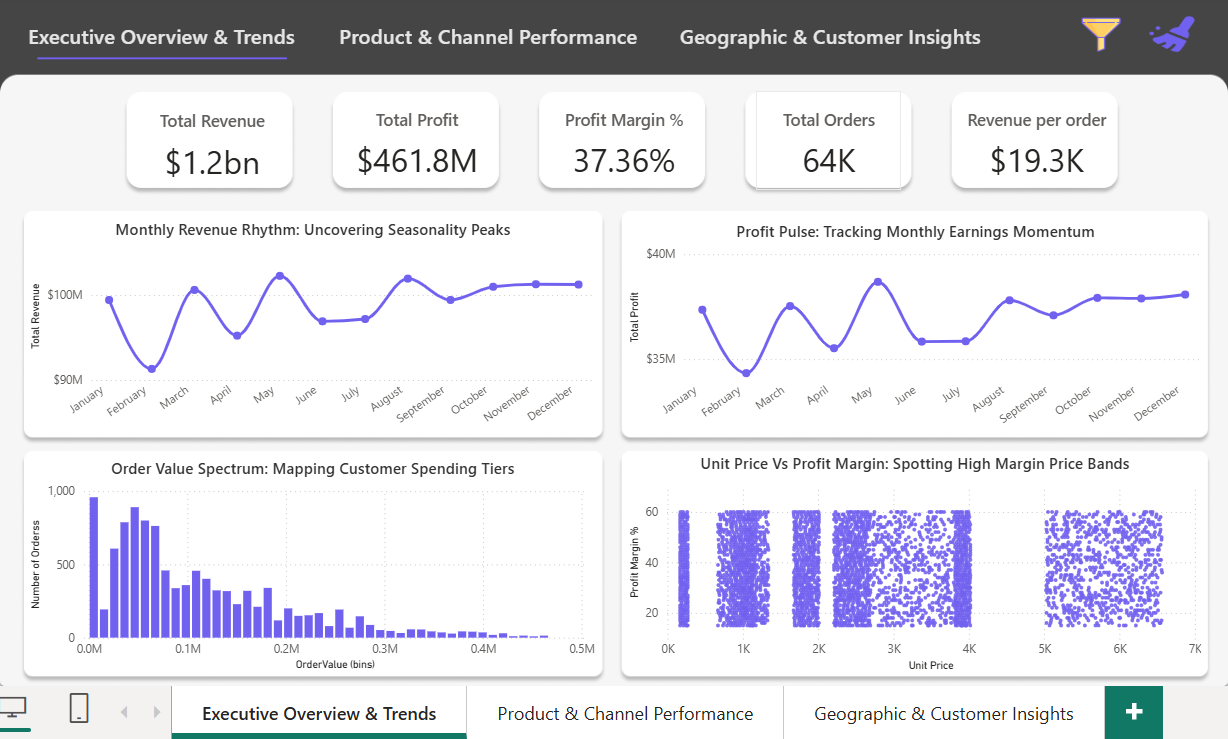 Executive Overview & Trends
Product & Channel Performance
Geographic & Customer Insights
Total Revenue
$1.2bn
Total Profit
$461.8M
Profit Margin %
37.36%
Total Orders
64K
Revenue per order
$19.3K
Monthly Revenue Rhythm: Uncovering Seasonality Peaks
Total Revenue
$100M
$90M
January
February
March
April
May
June
July
August
September
October
November
December
Profit Pulse: Tracking Monthly Earnings Momentum
Total Profit
$40M
$35M
January
February
March
April
May
June
July
August
September
October
November
December
Order Value Spectrum: Mapping Customer Spending Tiers
Number of Orderss
1,000
500
0
0.0M
0.1M
0.2M
0.3M
0.4M
0.5M
OrderValue (bins)
Unit Price Vs Profit Margin: Spotting High Margin Price Bands
Profit Margin %
60
40
20
0K
1K
2K
3K
4K
5K
6K
7K
Unit Price
Executive Overview & Trends
Product & Channel Performance
Geographic & Customer Insights
+